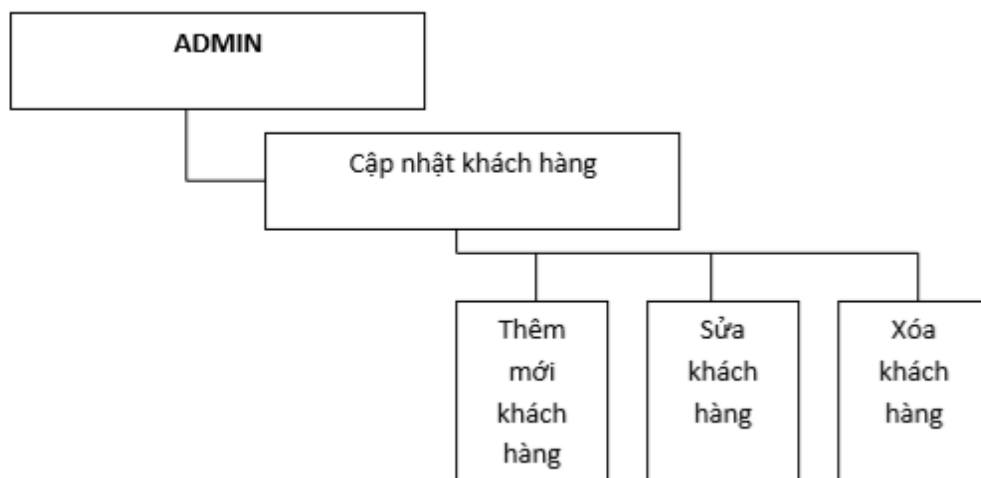 ADMIN
Cập nhật khách hàng
Thêm
mới
khách
hàng
Sửa
khách
hàng
Xóa
khách
hàng